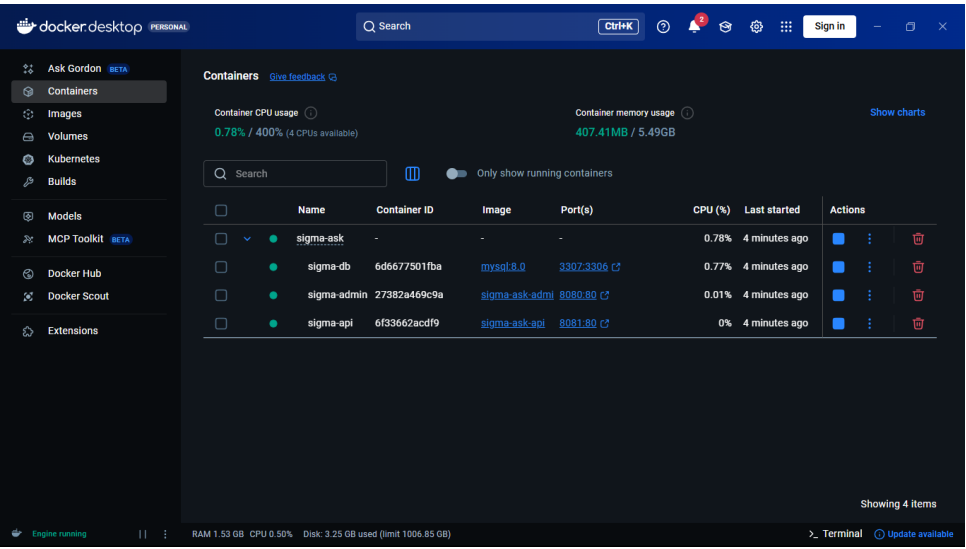 docker.desktop PERSONAL
Search Ctrl+K
2
Sign in
Ask Gordon BETA
Containers
Images
Volumes
Kubernetes
Builds
Models
MCP Toolkit BETA
Docker Hub
Docker Scout
Extensions
Containers Give feedback
Container CPU usage
0.78% / 400% (4 CPUs available)
Container memory usage
407.41MB / 5.49GB
Show charts
Search
Only show running containers
Name Container ID Image Port(s) CPU (%) Last started Actions
sigma-ask - - - 0.78% 4 minutes ago
sigma-db 6d6677501fba mysql:8.0 3307:3306 0.77% 4 minutes ago
sigma-admin 27382a469c9a sigma-ask-admi 8080:80 0.01% 4 minutes ago
sigma-api 6f33662acdf9 sigma-ask-api 8081:80 0% 4 minutes ago
Showing 4 items
Engine running
RAM 1.53 GB CPU 0.50% Disk: 3.25 GB used (limit 1006.85 GB)
>_ Terminal
Update available